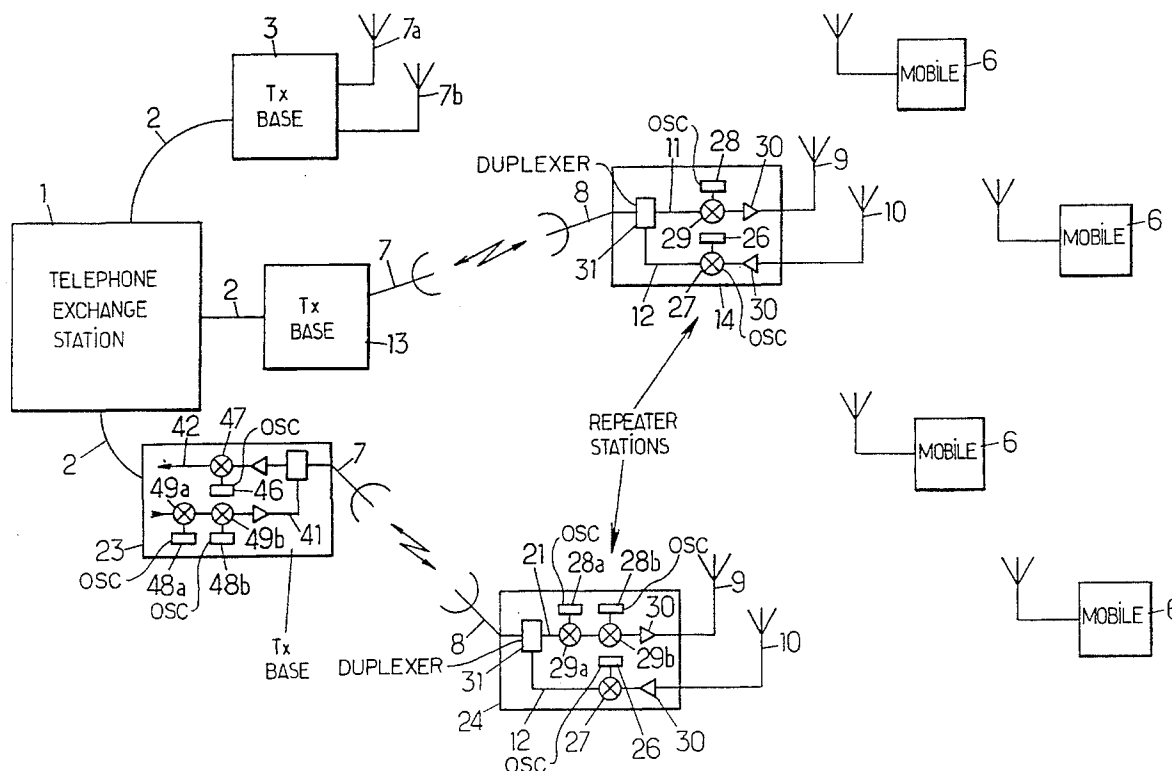 3
7a
Tx
BASE
7b
2
6
MOBILE
1
TELEPHONE
EXCHANGE
STATION
2
7
Tx
BASE
13
DUPLEXER
OSC
28
30
9
11
8
10
29
26
31
12
27
30
14
OSC
6
MOBILE
6
MOBILE
REPEATER
STATIONS
2
42
47
OSC
7
49a
46
49b
41
23
OSC
48a
OSC
48b
Tx
BASE
OSC
28a
28b
OSC
21
30
9
8
10
DUPLEXER
29a
29b
31
24
12
OSC
27
26
30
6
MOBILE